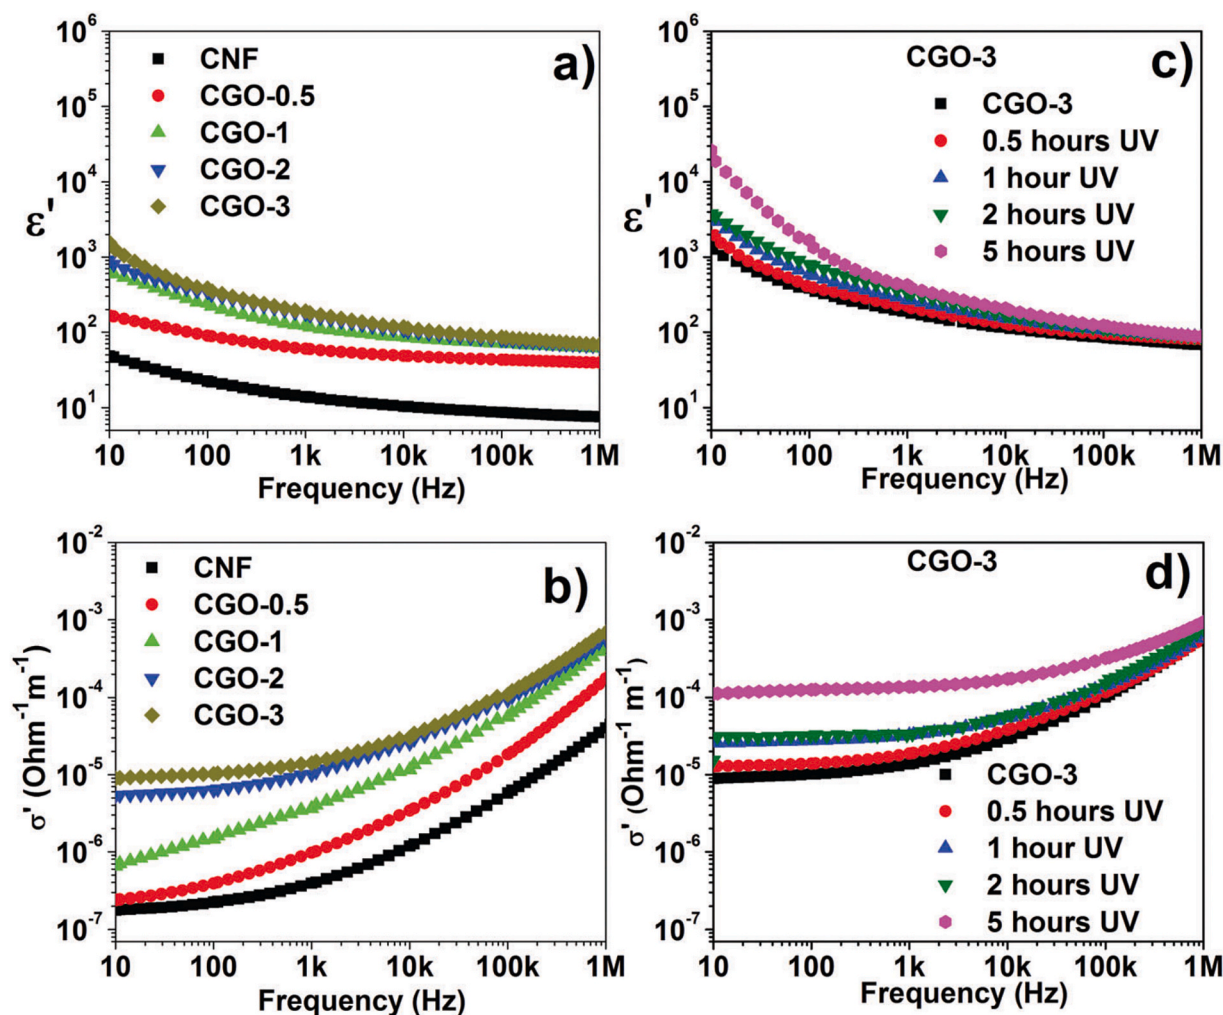 a)
CNF
CGO-0.5
CGO-1
CGO-2
CGO-3
10⁶
10⁵
10⁴
10³
10²
10¹
ε'
10 100 1k 10k 100k 1M
Frequency (Hz)
c)
CGO-3
CGO-3
0.5 hours UV
1 hour UV
2 hours UV
5 hours UV
10⁶
10⁵
10⁴
10³
10²
10¹
ε'
10 100 1k 10k 100k 1M
Frequency (Hz)
b)
CNF
CGO-0.5
CGO-1
CGO-2
CGO-3
10⁻²
10⁻³
10⁻⁴
10⁻⁵
10⁻⁶
10⁻⁷
σ' (Ohm⁻¹m⁻¹)
10 100 1k 10k 100k 1M
Frequency (Hz)
CGO-3
d)
10⁻²
10⁻³
10⁻⁴
10⁻⁵
10⁻⁶
10⁻⁷
σ' (Ohm⁻¹ m⁻¹)
CGO-3
0.5 hours UV
1 hour UV
2 hours UV
5 hours UV
10 100 1k 10k 100k 1M
Frequency (Hz)